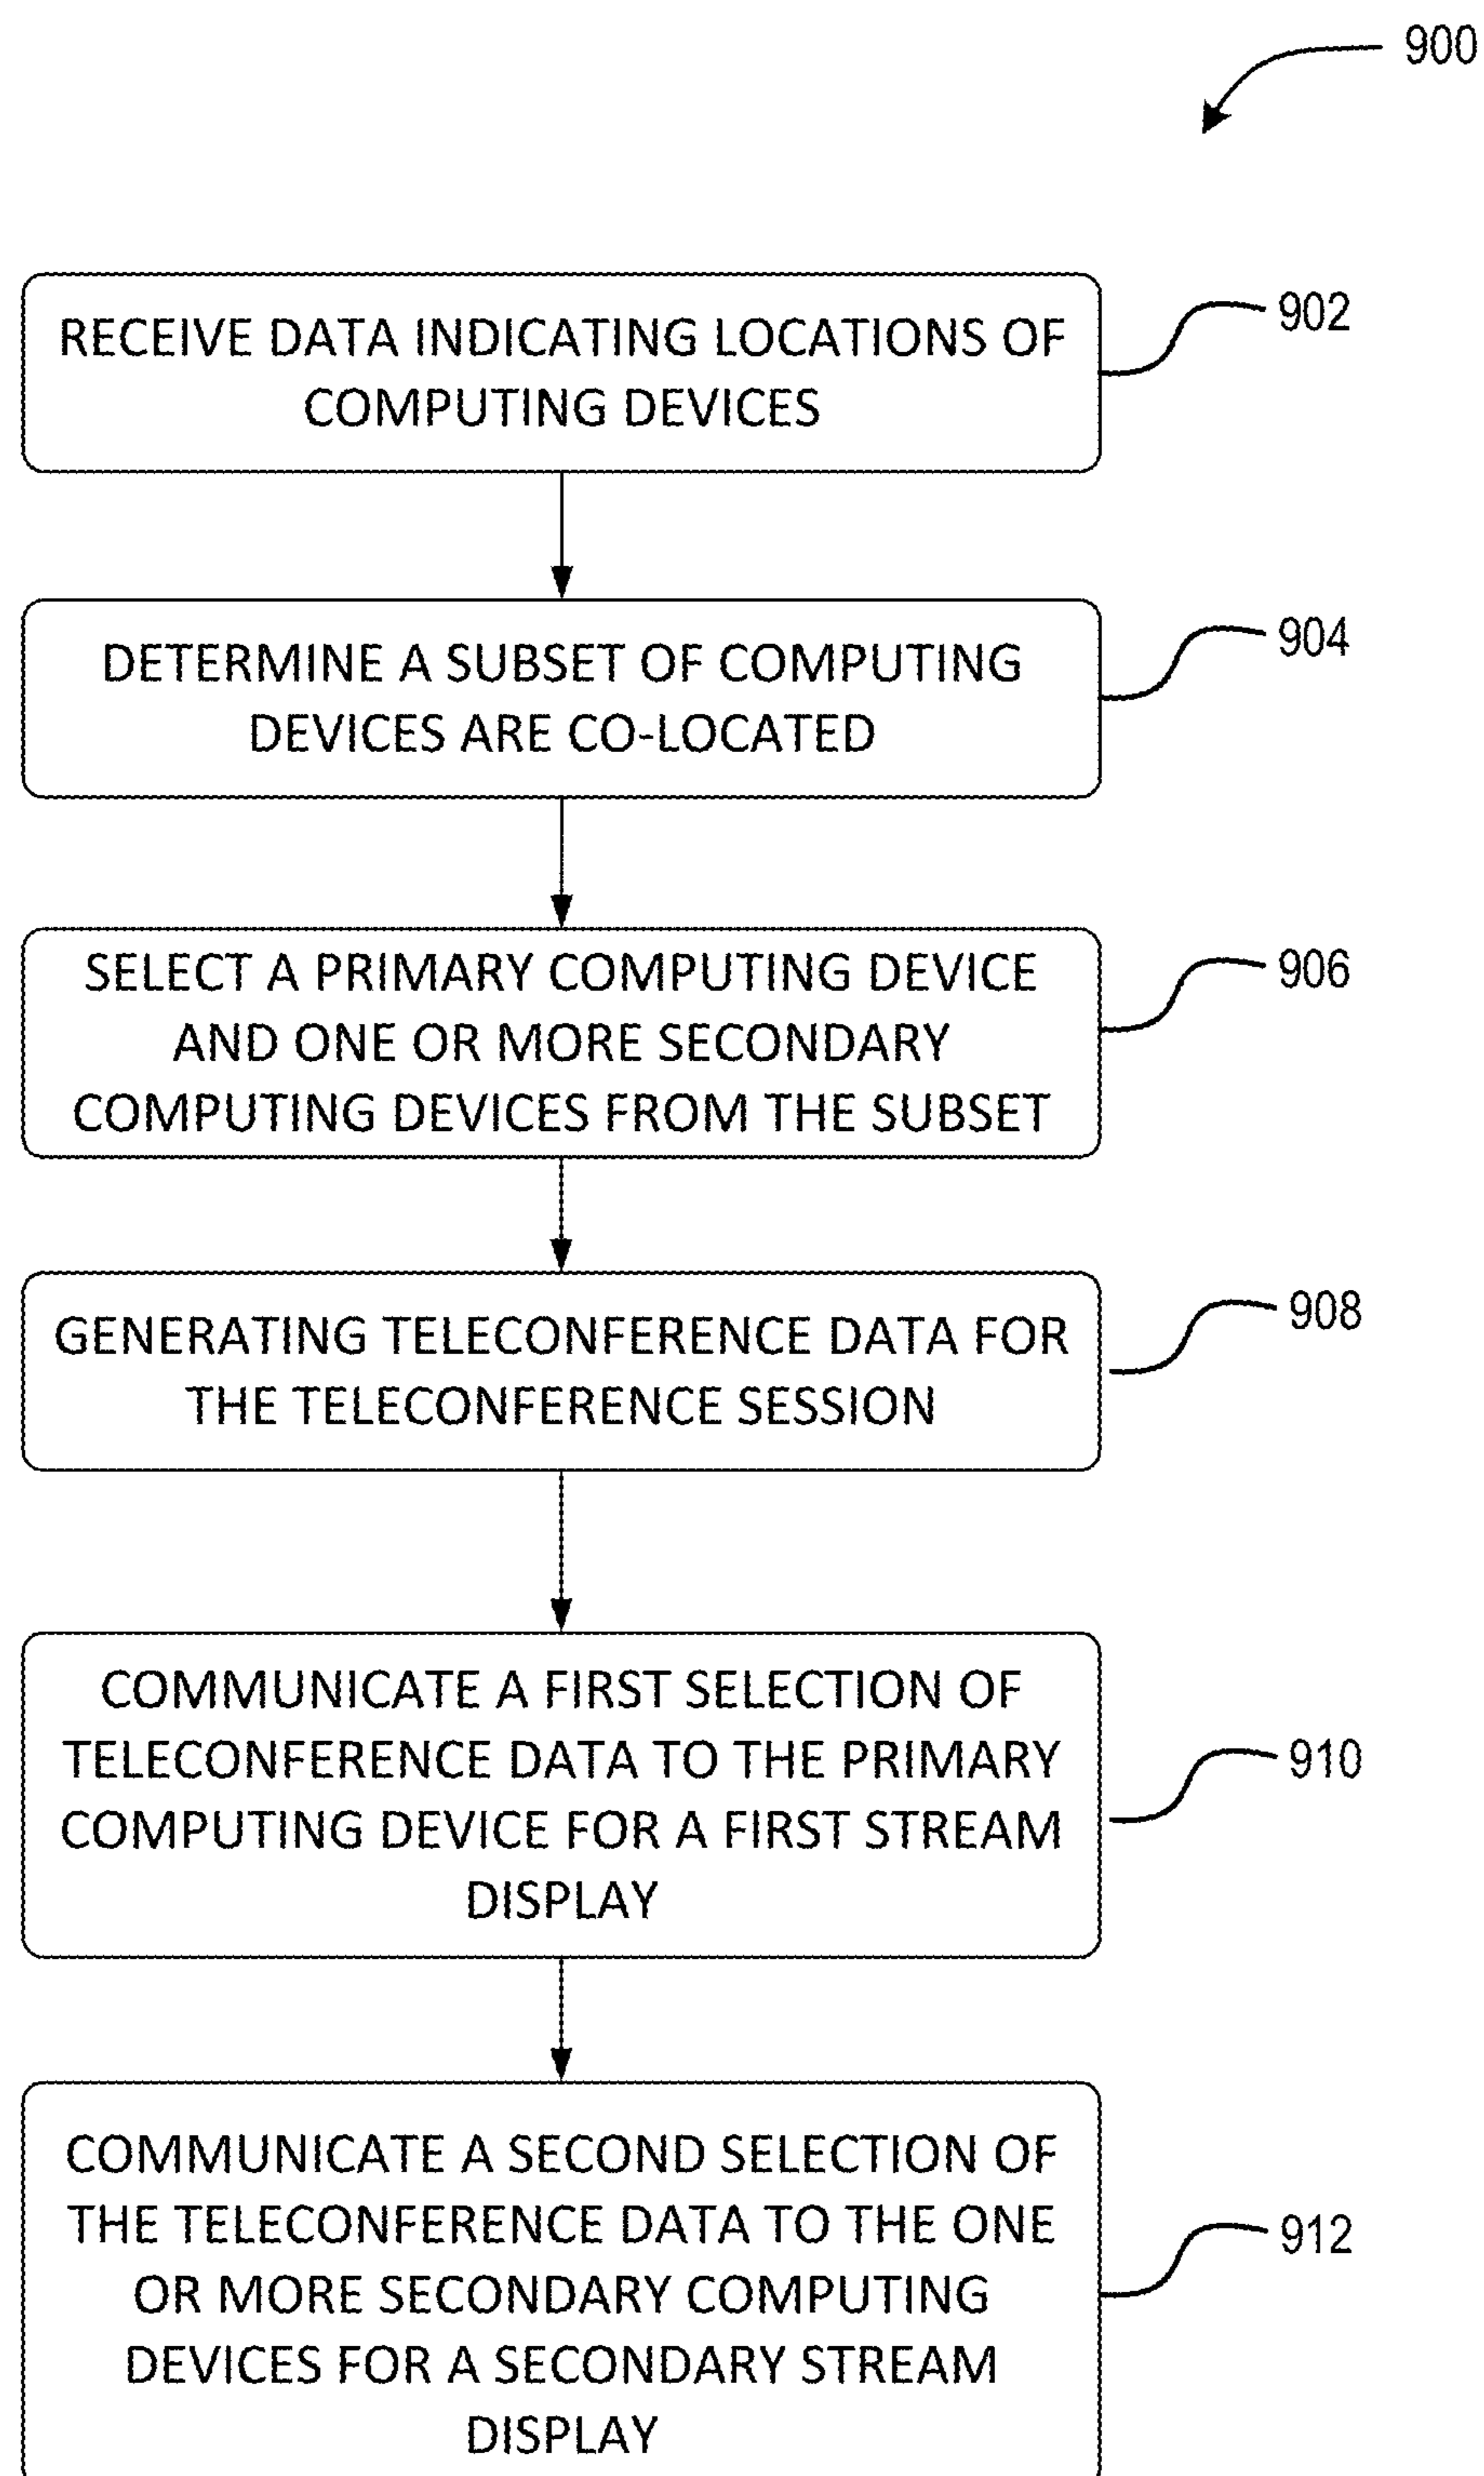 900
RECEIVE DATA INDICATING LOCATIONS OF
COMPUTING DEVICES
902
DETERMINE A SUBSET OF COMPUTING
DEVICES ARE CO-LOCATED
904
SELECT A PRIMARY COMPUTING DEVICE
AND ONE OR MORE SECONDARY
COMPUTING DEVICES FROM THE SUBSET
906
GENERATING TELECONFERENCE DATA FOR
THE TELECONFERENCE SESSION
908
COMMUNICATE A FIRST SELECTION OF
TELECONFERENCE DATA TO THE PRIMARY
COMPUTING DEVICE FOR A FIRST STREAM
DISPLAY
910
COMMUNICATE A SECOND SELECTION OF
THE TELECONFERENCE DATA TO THE ONE
OR MORE SECONDARY COMPUTING
DEVICES FOR A SECONDARY STREAM
DISPLAY
912